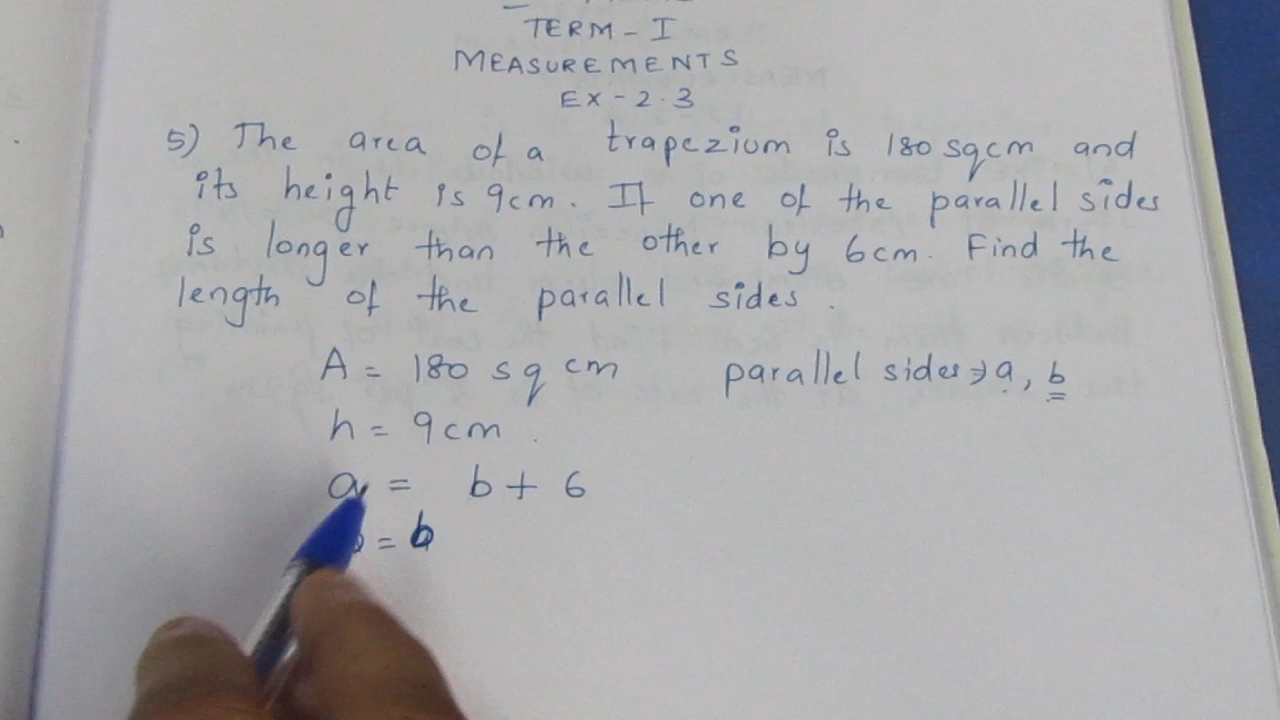 TERM - I
MEASUREMENTS
EX - 2.3
5) The area of a trapezium is 180 sqcm and
its height is 9cm. If one of the parallel sides
is longer than the other by 6cm. Find the
length of the parallel sides.
A = 180 sq cm parallel sides ⇒ a, b
h = 9cm.
a = b + 6
= b